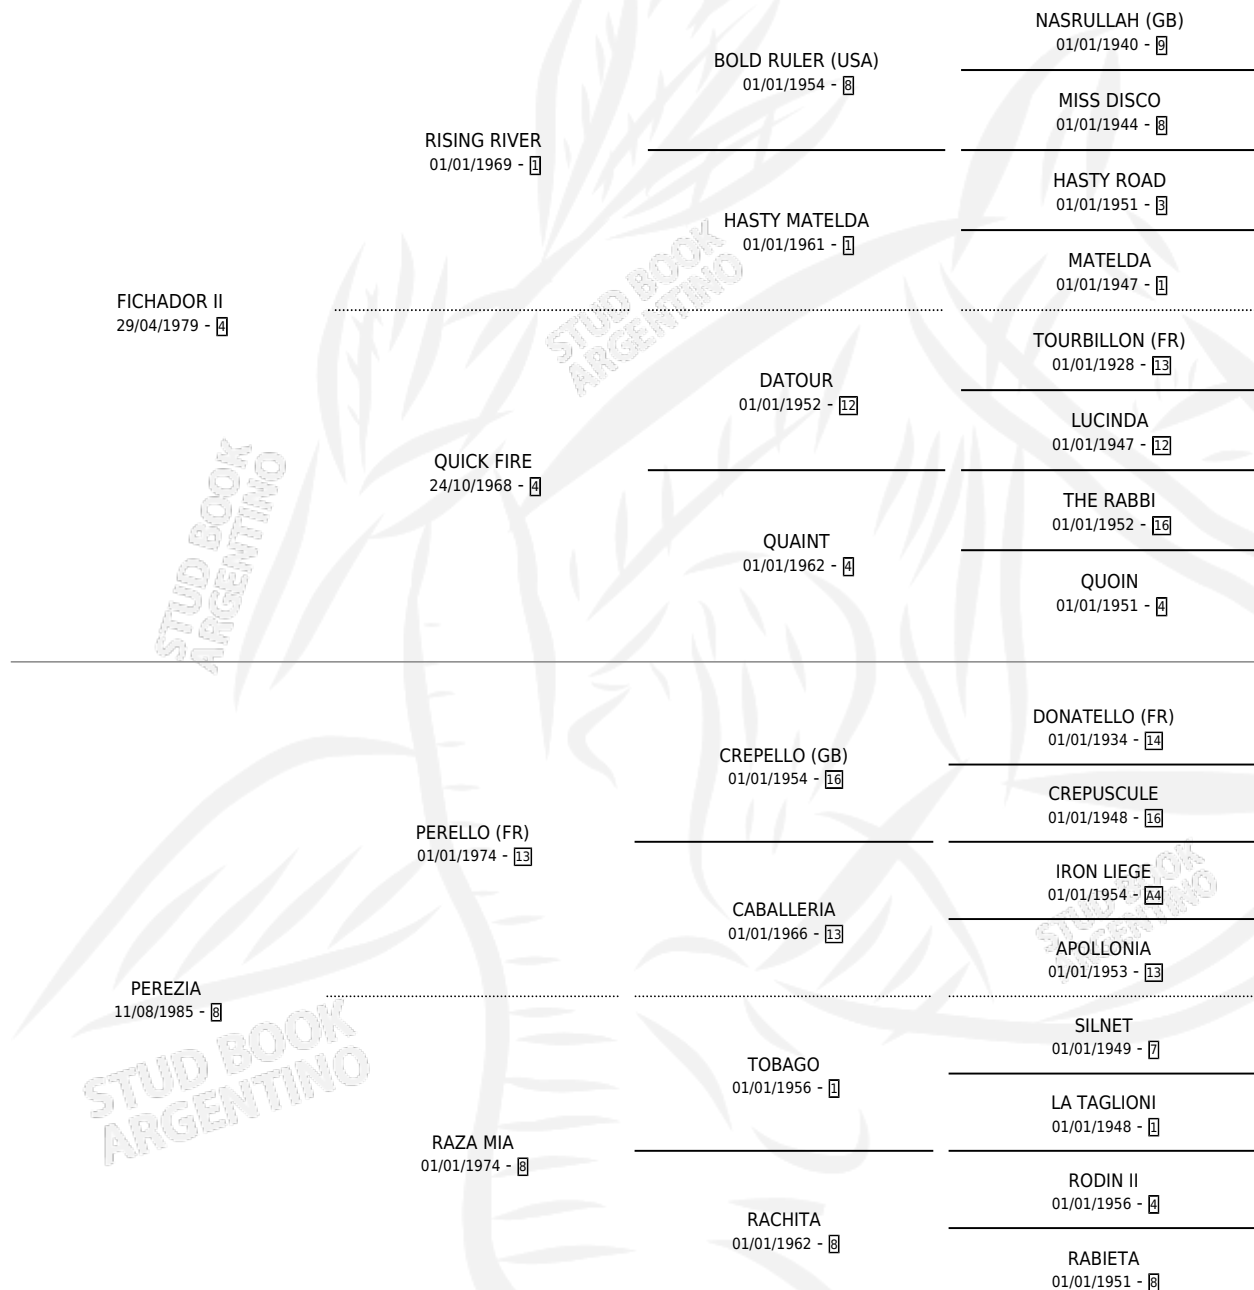 NASRULLAH (GB)
01/01/1940 - 9
BOLD RULER (USA)
01/01/1954 - 8
MISS DISCO
01/01/1944 - 8
RISING RIVER
01/01/1969 - 1
HASTY ROAD
01/01/1951 - 3
HASTY MATELDA
01/01/1961 - 1
MATELDA
01/01/1947 - 1
FICHADOR II
29/04/1979 - 4
TOURBILLON (FR)
01/01/1928 - 13
DATOUR
01/01/1952 - 12
LUCINDA
01/01/1947 - 12
QUICK FIRE
24/10/1968 - 4
THE RABBI
01/01/1952 - 16
QUAINT
01/01/1962 - 4
QUOIN
01/01/1951 - 4
DONATELLO (FR)
01/01/1934 - 14
CREPELLO (GB)
01/01/1954 - 16
CREPUSCULE
01/01/1948 - 16
PERELLO (FR)
01/01/1974 - 13
IRON LIEGE
01/01/1954 - A4
CABALLERIA
01/01/1966 - 13
APOLLONIA
01/01/1953 - 13
PEREZIA
11/08/1985 - 8
SILNET
01/01/1949 - 7
TOBAGO
01/01/1956 - 1
LA TAGLIONI
01/01/1948 - 1
RAZA MIA
01/01/1974 - 8
RODIN II
01/01/1956 - 4
RACHITA
01/01/1962 - 8
RABIETA
01/01/1951 - 8
STUD BOOK
ARGENTINO
STUD BOOK
ARGENTINO
STUD BOOK
ARGENTINO
STUD BOOK
ARGENTINO